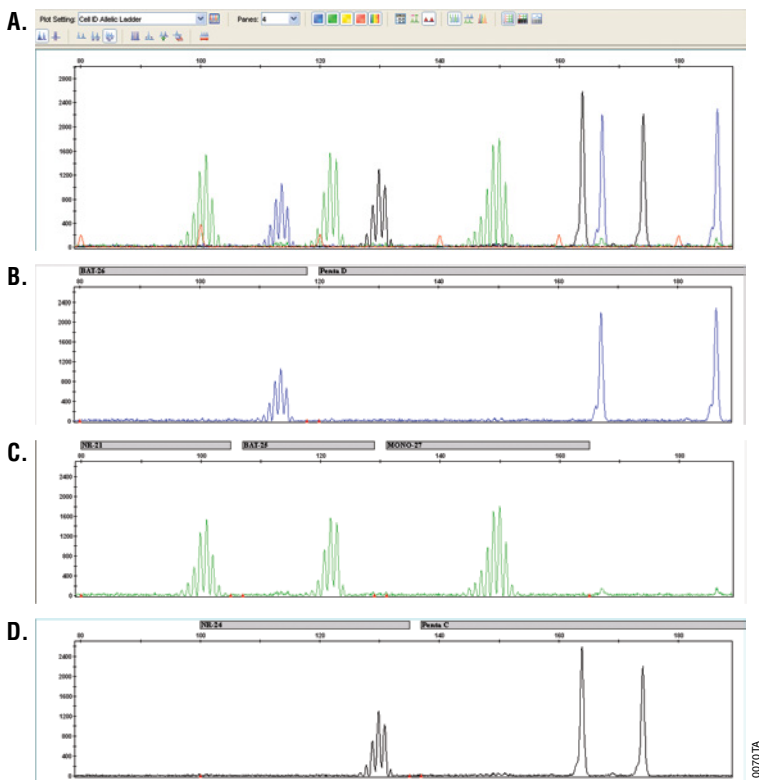 A.
Plot Setting: Cell ID Allelic Ladder Panes: 4
80 100 120 140 160 180
2800
2400
2000
1600
1200
800
400
0
B.
BAT-26 Penta D
80 100 120 140 160 180
2400
2000
1600
1200
800
400
0
C.
NR-21 BAT-25 MONO-27
80 100 120 140 160 180
2400
2000
1600
1200
800
400
0
D.
NR-24 Penta C
80 100 120 140 160 180
2400
2000
1600
1200
800
400
0
0070TA